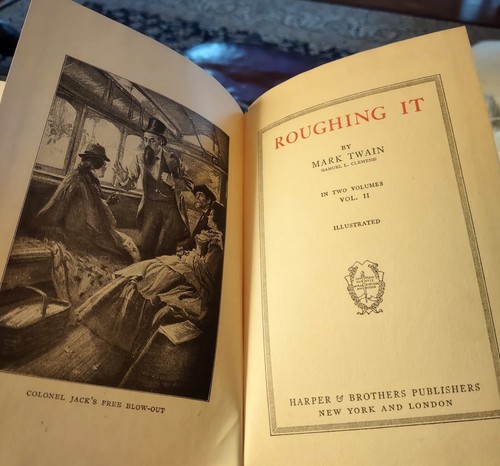 COLONEL JACK'S FREE BLOW-OUT
ROUGHING IT
BY
MARK TWAIN
SAMUEL L. CLEMENS
IN TWO VOLUMES
VOL. II
ILLUSTRATED
HARPER & BROTHERS PUBLISHERS
NEW YORK AND LONDON